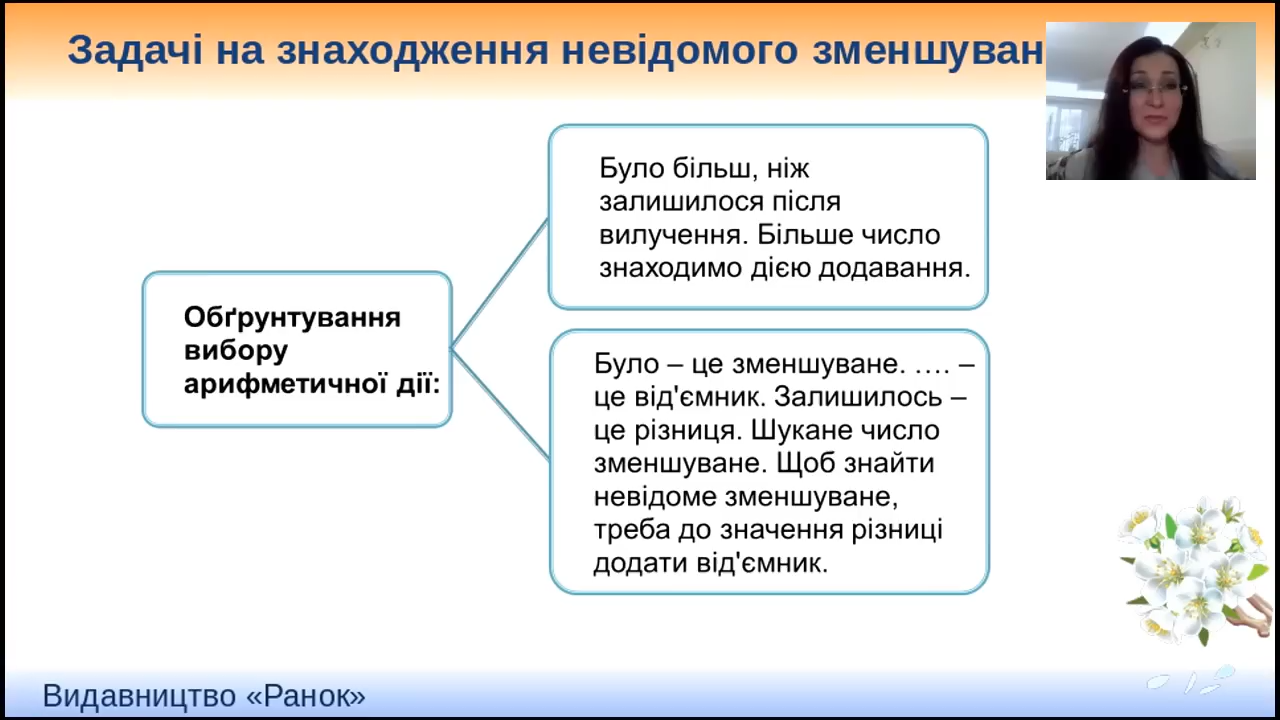 Задачі на знаходження невідомого зменшуван
Було більш, ніж
залишилося після
вилучення. Більше число
знаходимо дією додавання.
Обґрунтування
вибору
арифметичної дії:
Було – це зменшуване. …. –
це від'ємник. Залишилось –
це різниця. Шукане число
зменшуване. Щоб знайти
невідоме зменшуване,
треба до значення різниці
додати від'ємник.
Видавництво «Ранок»